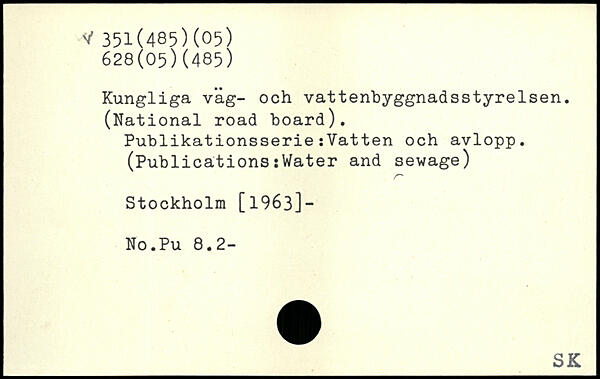 351(485)(05)
628(05)(485)
Kungliga väg- och vattenbyggnadsstyrelsen.
(National road board).
Publikationsserie:Vatten och avlopp.
(Publications:Water and sewage)
Stockholm [1963]-
No.Pu 8.2-
SK